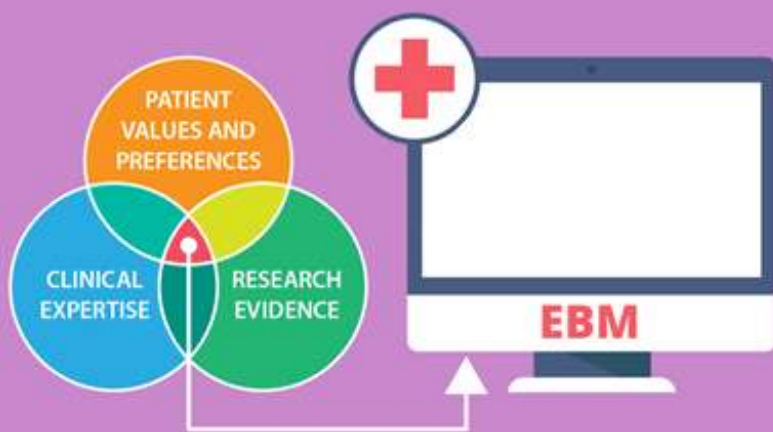 PATIENT
VALUES AND
PREFERENCES
CLINICAL
EXPERTISE
RESEARCH
EVIDENCE
EBM